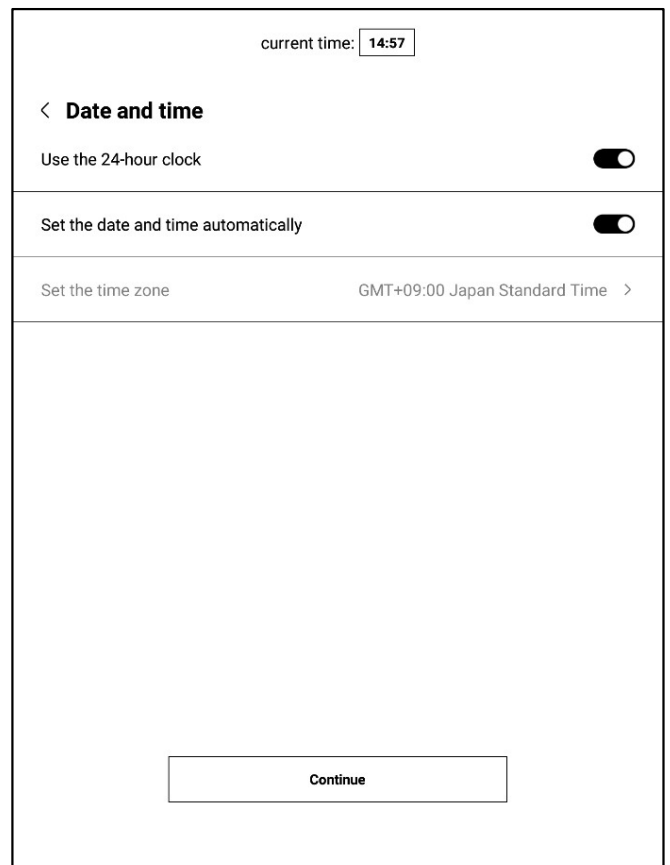 current time: 14:57
Date and time
Use the 24-hour clock
Set the date and time automatically
Set the time zone GMT+09:00 Japan Standard Time
Continue